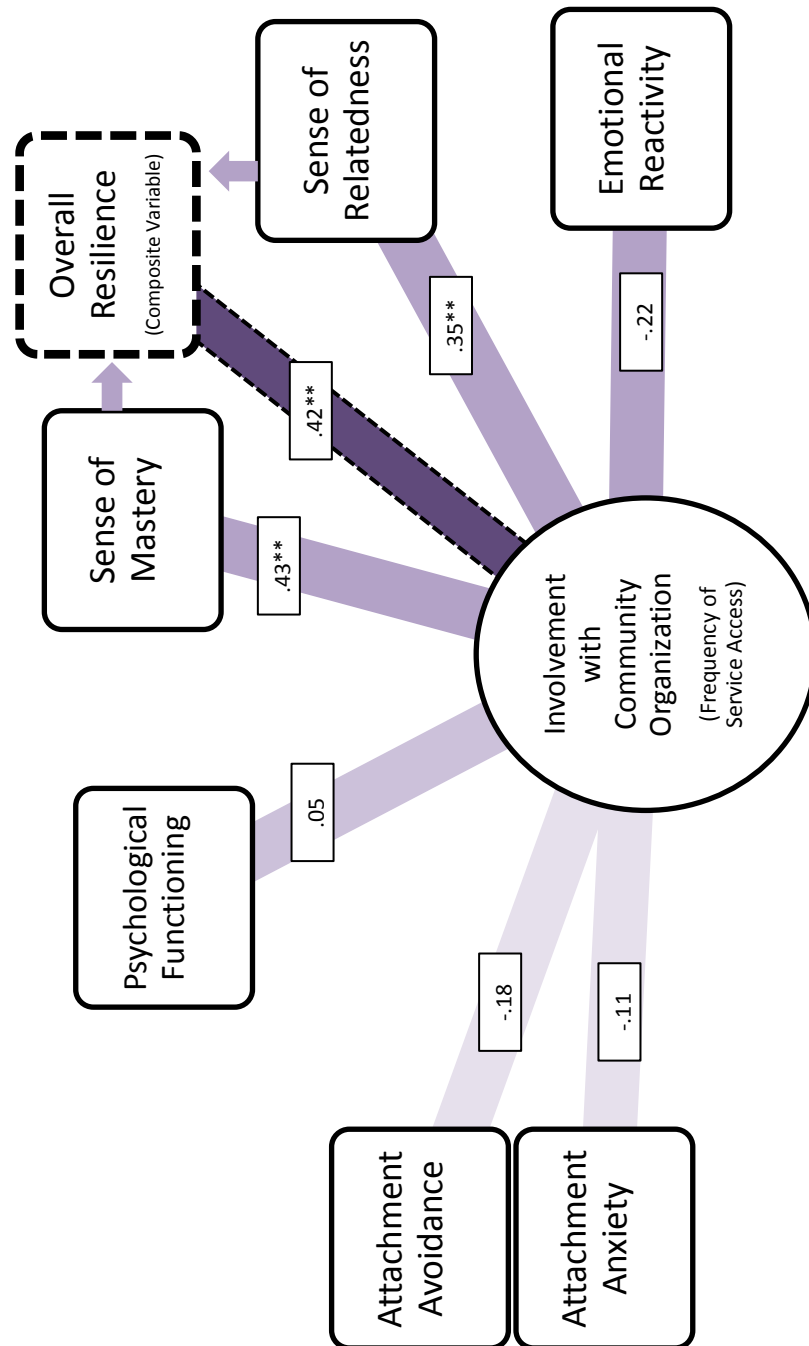 Overall
Resilience
(Composite Variable)
Sense of
Mastery
Psychological
Functioning
Sense of
Relatedness
Attachment
Avoidance
Attachment
Anxiety
Emotional
Reactivity
.05
.43**
.42**
.35**
-.18
-.11
-.22
Involvement
with
Community
Organization
(Frequency of
Service Access)